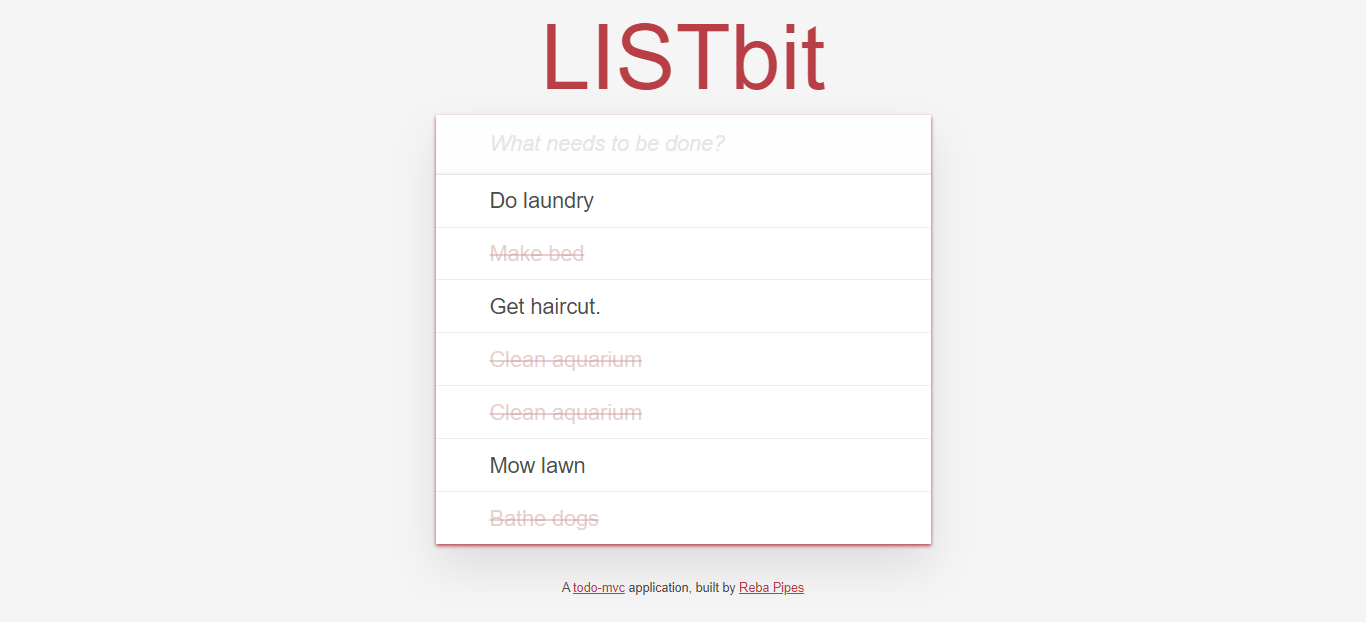 LISTbit
What needs to be done?
Do laundry
Make bed
Get haircut.
Clean aquarium
Clean aquarium
Mow lawn
Bathe dogs
A todo-mvc application, built by Reba Pipes